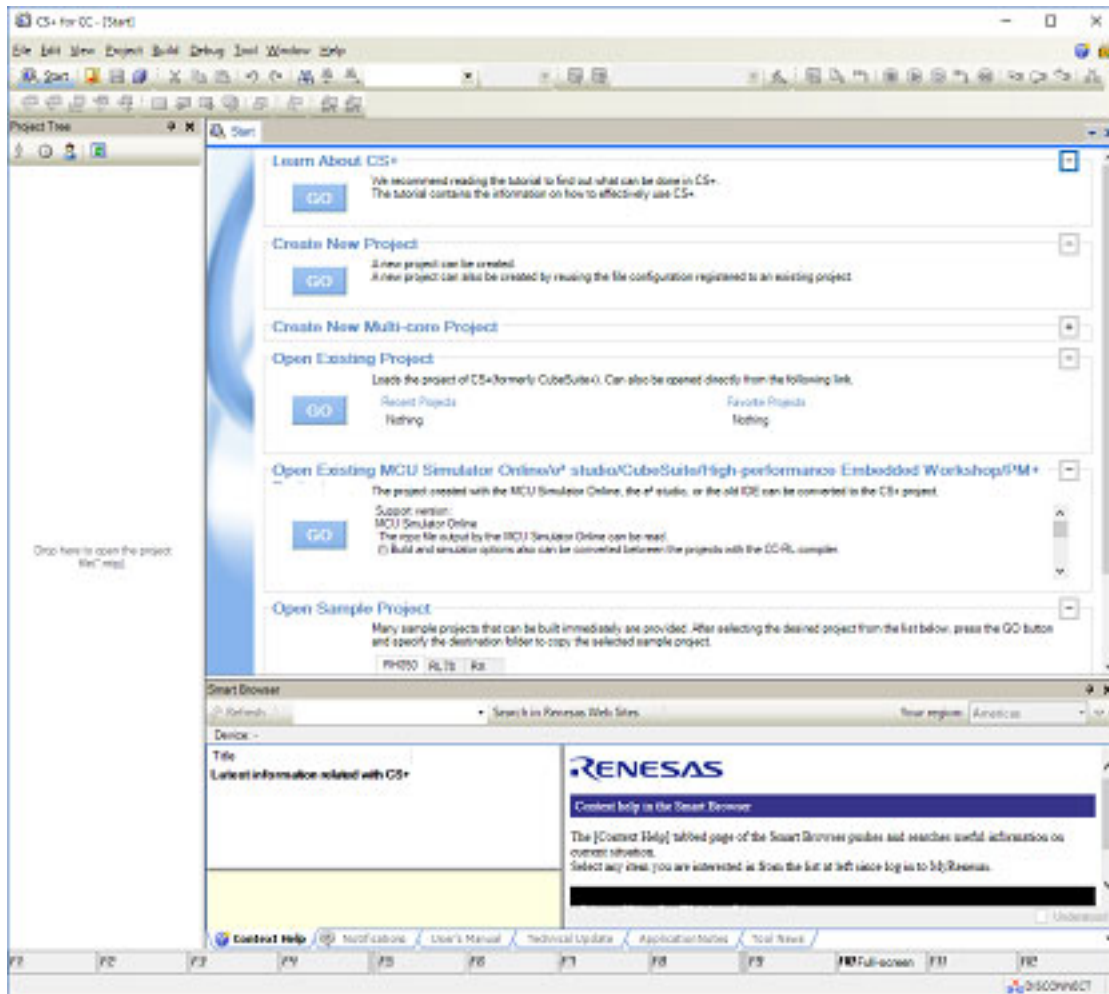 CS+ for CC - [Start]
File Edit View Project Build Debug Tool Window Help
Start
Project Tree
Start
Learn About CS+
GO
We recommend reading the tutorial to find out what can be done in CS+.
The tutorial contains the information on how to effectively use CS+.
Create New Project
GO
A new project can be created.
A new project can also be created by reusing the file configuration registered to an existing project.
Create New Multi-core Project
Open Existing Project
Loads the project of CS+(formerly CubeSuite+). Can also be opened directly from the following link.
GO
Recent Projects Favorite Projects
Nothing Nothing
Open Existing MCU Simulator Online/e² studio/CubeSuite/High-performance Embedded Workshop/PM+
The project created with the MCU Simulator Online, the e² studio, or the old IDE can be converted to the CS+ project.
GO
Support version:
MCU Simulator Online
The repo file output by the MCU Simulator Online can be read.
Build and simulator options also can be converted between the projects with the CC-RL compiler.
Drop here to open the project
Open Sample Project
Many sample projects that can be built immediately are provided. After selecting the desired project from the list below, press the GO button
and specify the destination folder to copy the selected sample project.
RH850 RL78 RX
Smart Browser
Refresh Search in Renesas Web Sites Your region: Americas
Device: -
Title
Latest information related with CS+
RENESAS
Context help in the Smart Browser
The [Context Help] tabbed page of the Smart Browser pushes and searches useful information on
current situation.
Select any item you are interested in from the list at left since log in to MyRenesas.
Context Help Notifications User's Manual Technical Update Application Notes Tool News
F1 F2 F3 F4 F5 F6 F7 F8 F9 F10 Full-screen F11 F12
DISCONNECT